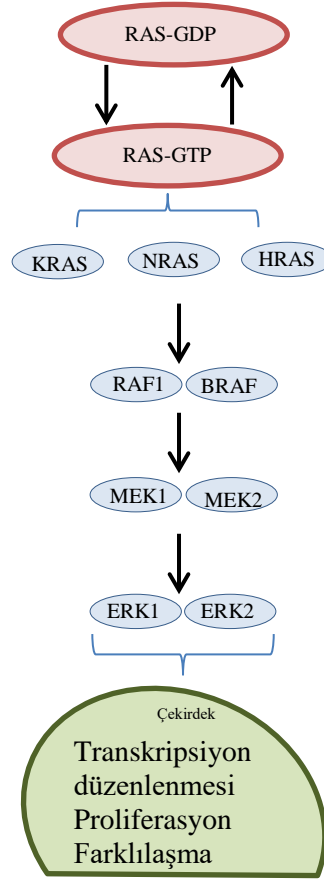 RAS-GDP
RAS-GTP
KRAS NRAS HRAS
RAF1 BRAF
MEK1 MEK2
ERK1 ERK2
Çekirdek
Transkripsiyon
düzenlenmesi
Proliferasyon
Farklılaşma